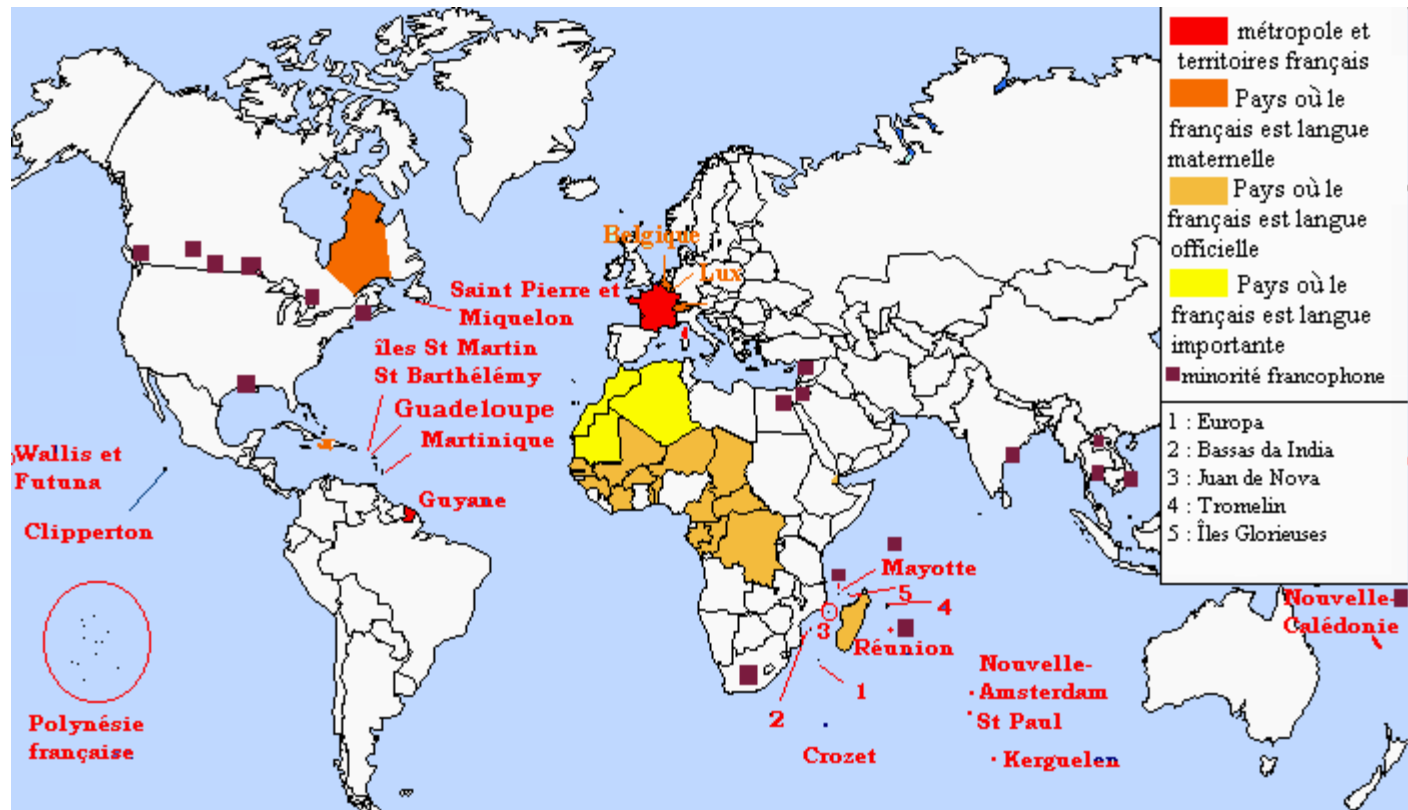 métropole et
territoires français
Pays où le
français est langue
maternelle
Pays où le
français est langue
officielle
Pays où le
français est langue
importante
minorité francophone
1 : Europa
2 : Bassas da India
3 : Juan de Nova
4 : Tromelin
5 : Îles Glorieuses
Belgique
Lux
Saint Pierre et
Miquelon
îles St Martin
St Barthélémy
Guadeloupe
Martinique
Wallis et
Futuna
Clipperton
Guyane
Mayotte
5
4
3
Réunion
1
2
Nouvelle-
Calédonie
Nouvelle-
Amsterdam
St Paul
Polynésie
française
Crozet
Kerguelen